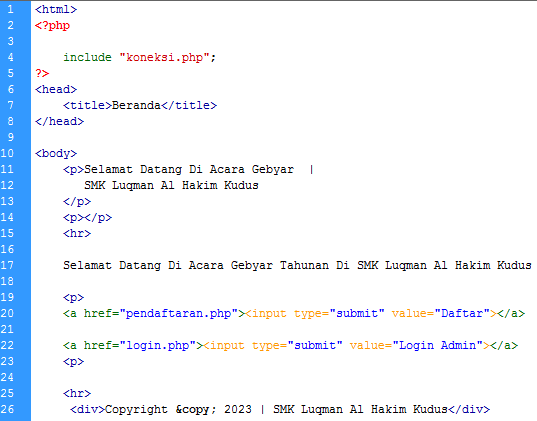 1 <html>
2 <?php
3
4 include "koneksi.php";
5 ?>
6 <head>
7 <title>Beranda</title>
8 </head>
9
10 <body>
11 <p>Selamat Datang Di Acara Gebyar |
12 SMK Luqman Al Hakim Kudus
13 </p>
14 <p></p>
15 <hr>
16
17 Selamat Datang Di Acara Gebyar Tahunan Di SMK Luqman Al Hakim Kudus
18
19 <p>
20 <a href="pendaftaran.php"><input type="submit" value="Daftar"></a>
21
22 <a href="login.php"><input type="submit" value="Login Admin"></a>
23 <p>
24
25 <hr>
26 <div>Copyright &copy; 2023 | SMK Luqman Al Hakim Kudus</div>